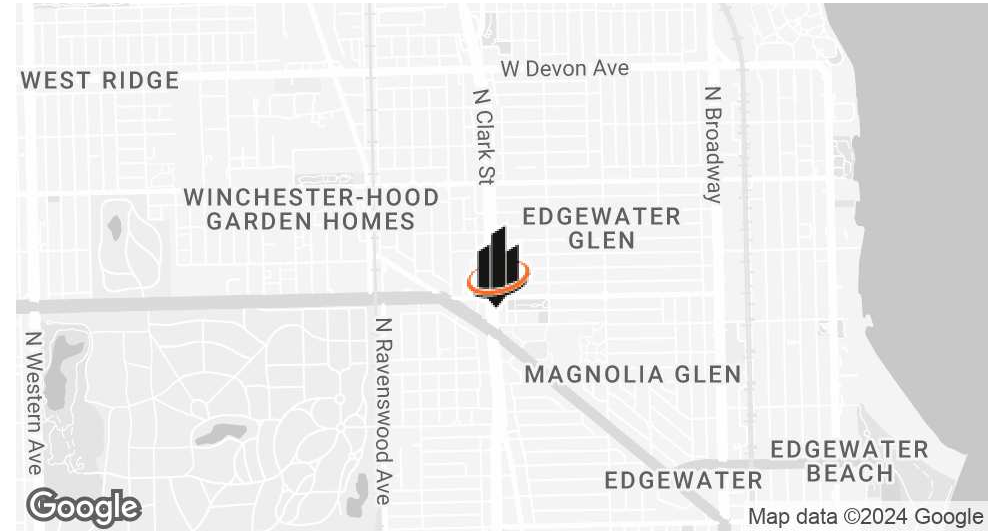 W Devon Ave
WEST RIDGE
N Clark St
N Broadway
WINCHESTER-HOOD
GARDEN HOMES
EDGEWATER
GLEN
N Western Ave
N Ravenswood Ave
MAGNOLIA GLEN
EDGEWATER
BEACH
EDGEWATER
Google
Map data ©2024 Google